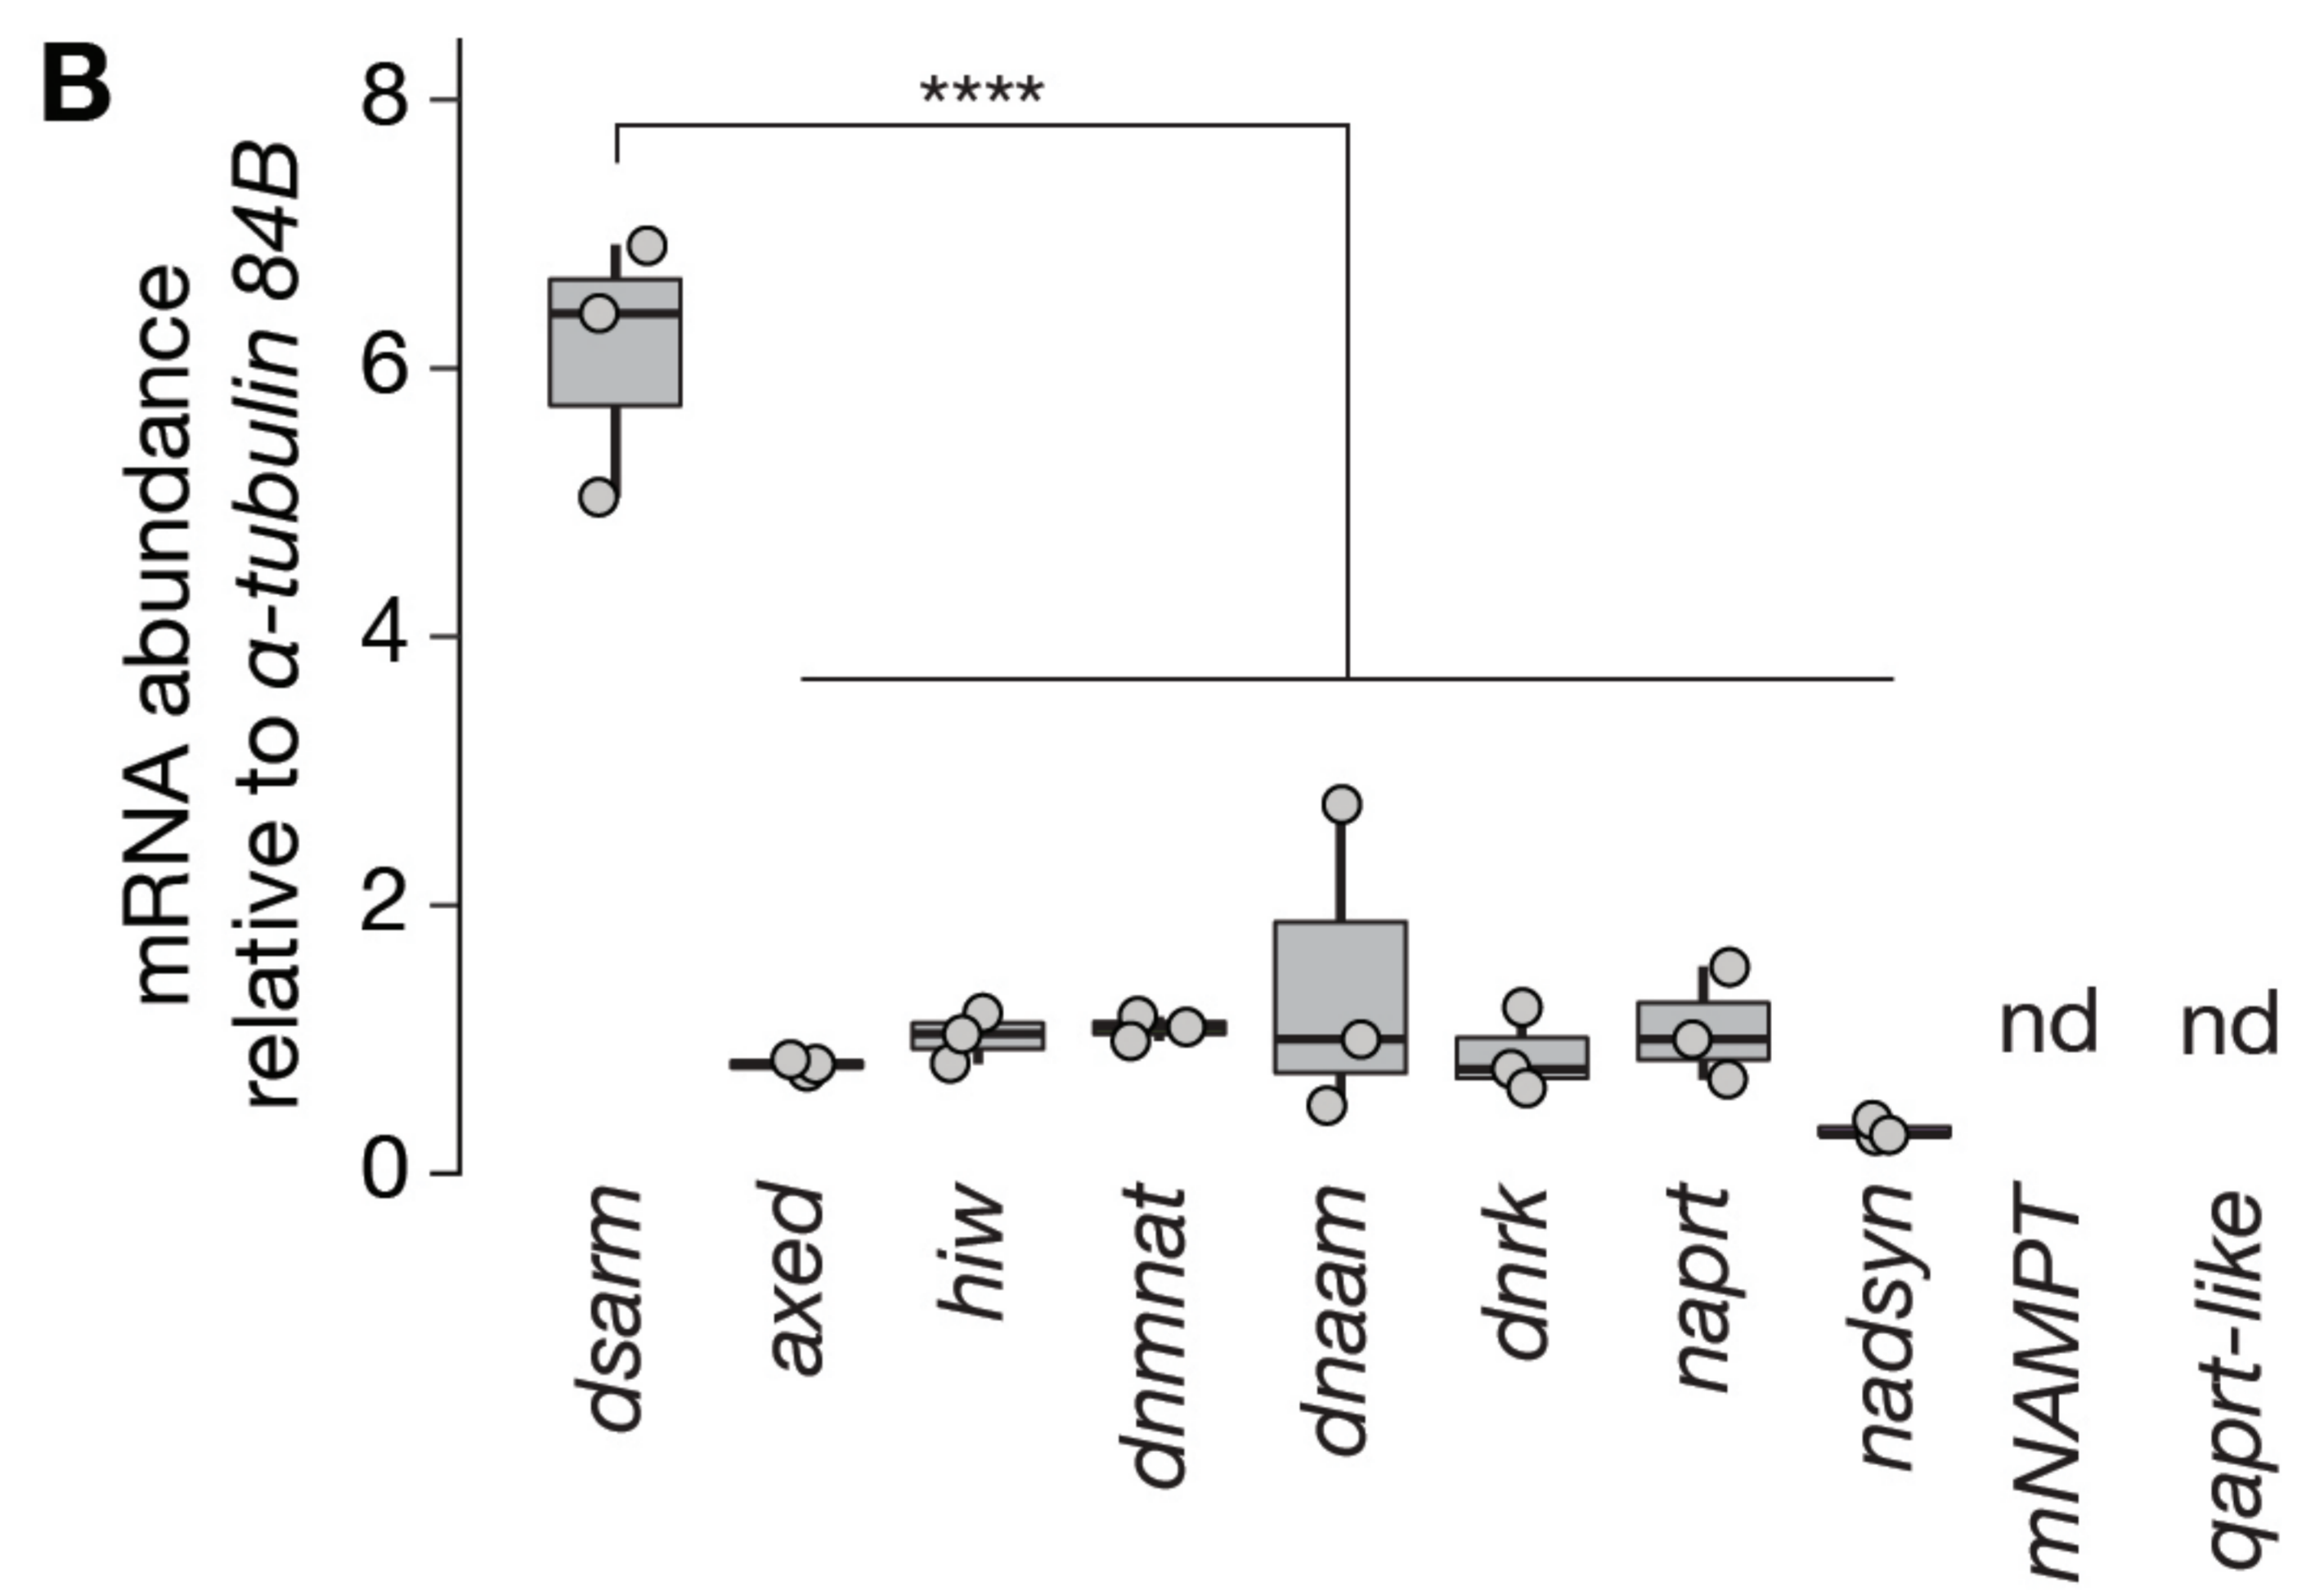 B
mRNA abundance
relative to α-tubulin 84B
8
6
4
2
0
****
nd
nd
dsarm
axed
hiw
dnmnat
dnaam
dnrk
naprt
nadsyn
mNAMPT
qaprt-like